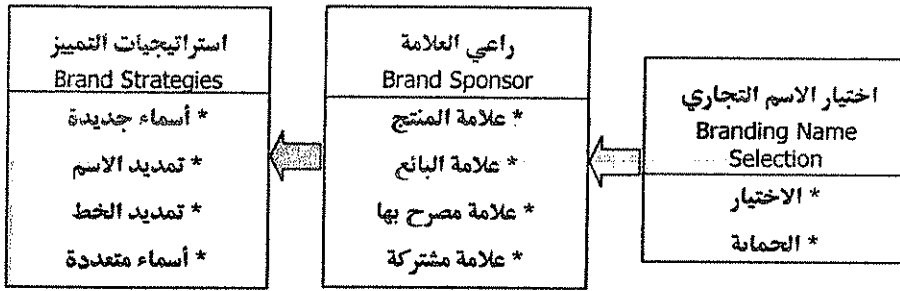 اختيار الاسم التجاري
Branding Name
Selection
* الاختيار
* الحماية
راعي العلامة
Brand Sponsor
* علامة المنتج
* علامة البائع
* علامة مصرح بها
* علامة مشتركة
استراتيجيات التمييز
Brand Strategies
* أسماء جديدة
* تمديد الاسم
* تمديد الخط
* أسماء متعددة